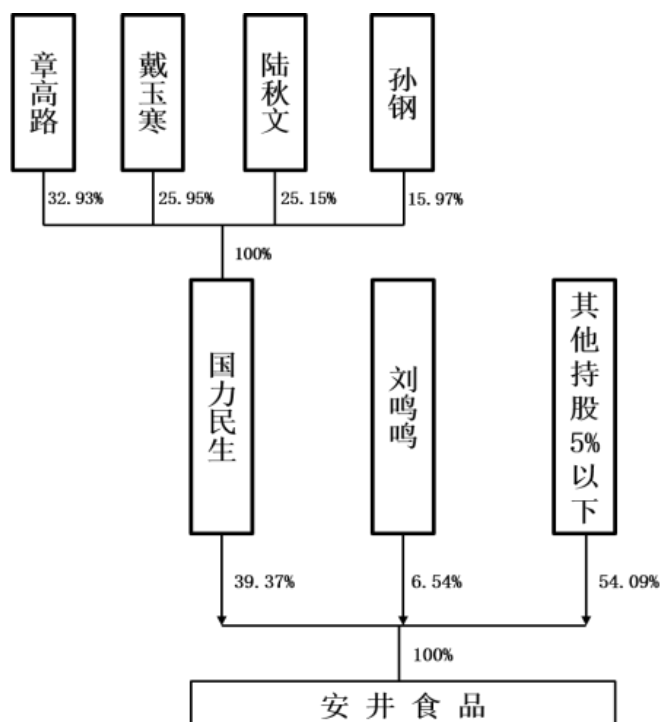 章高路
戴玉寒
陆秋文
孙钢
32.93%
25.95%
25.15%
15.97%
100%
国力民生
刘鸣鸣
其他持股5%以下
39.37%
6.54%
54.09%
100%
安井食品